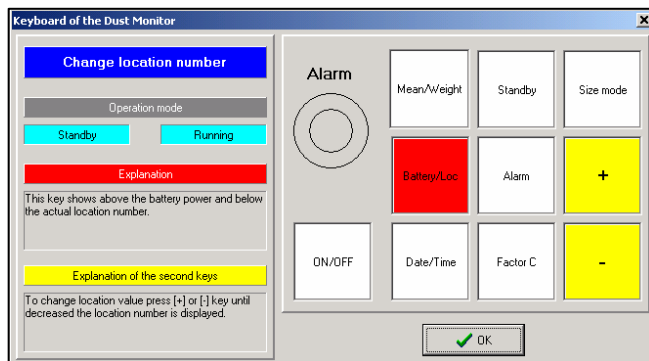 Keyboard of the Dust Monitor
Change location number
Operation mode
Standby
Running
Explanation
This key shows above the battery power and below
the actual location number.
Explanation of the second keys
To change location value press [+] or [-] key until
decreased the location number is displayed.
Alarm
Mean/Weight
Standby
Size mode
Battery/Loc
Alarm
+
ON/OFF
Date/Time
Factor C
-
OK